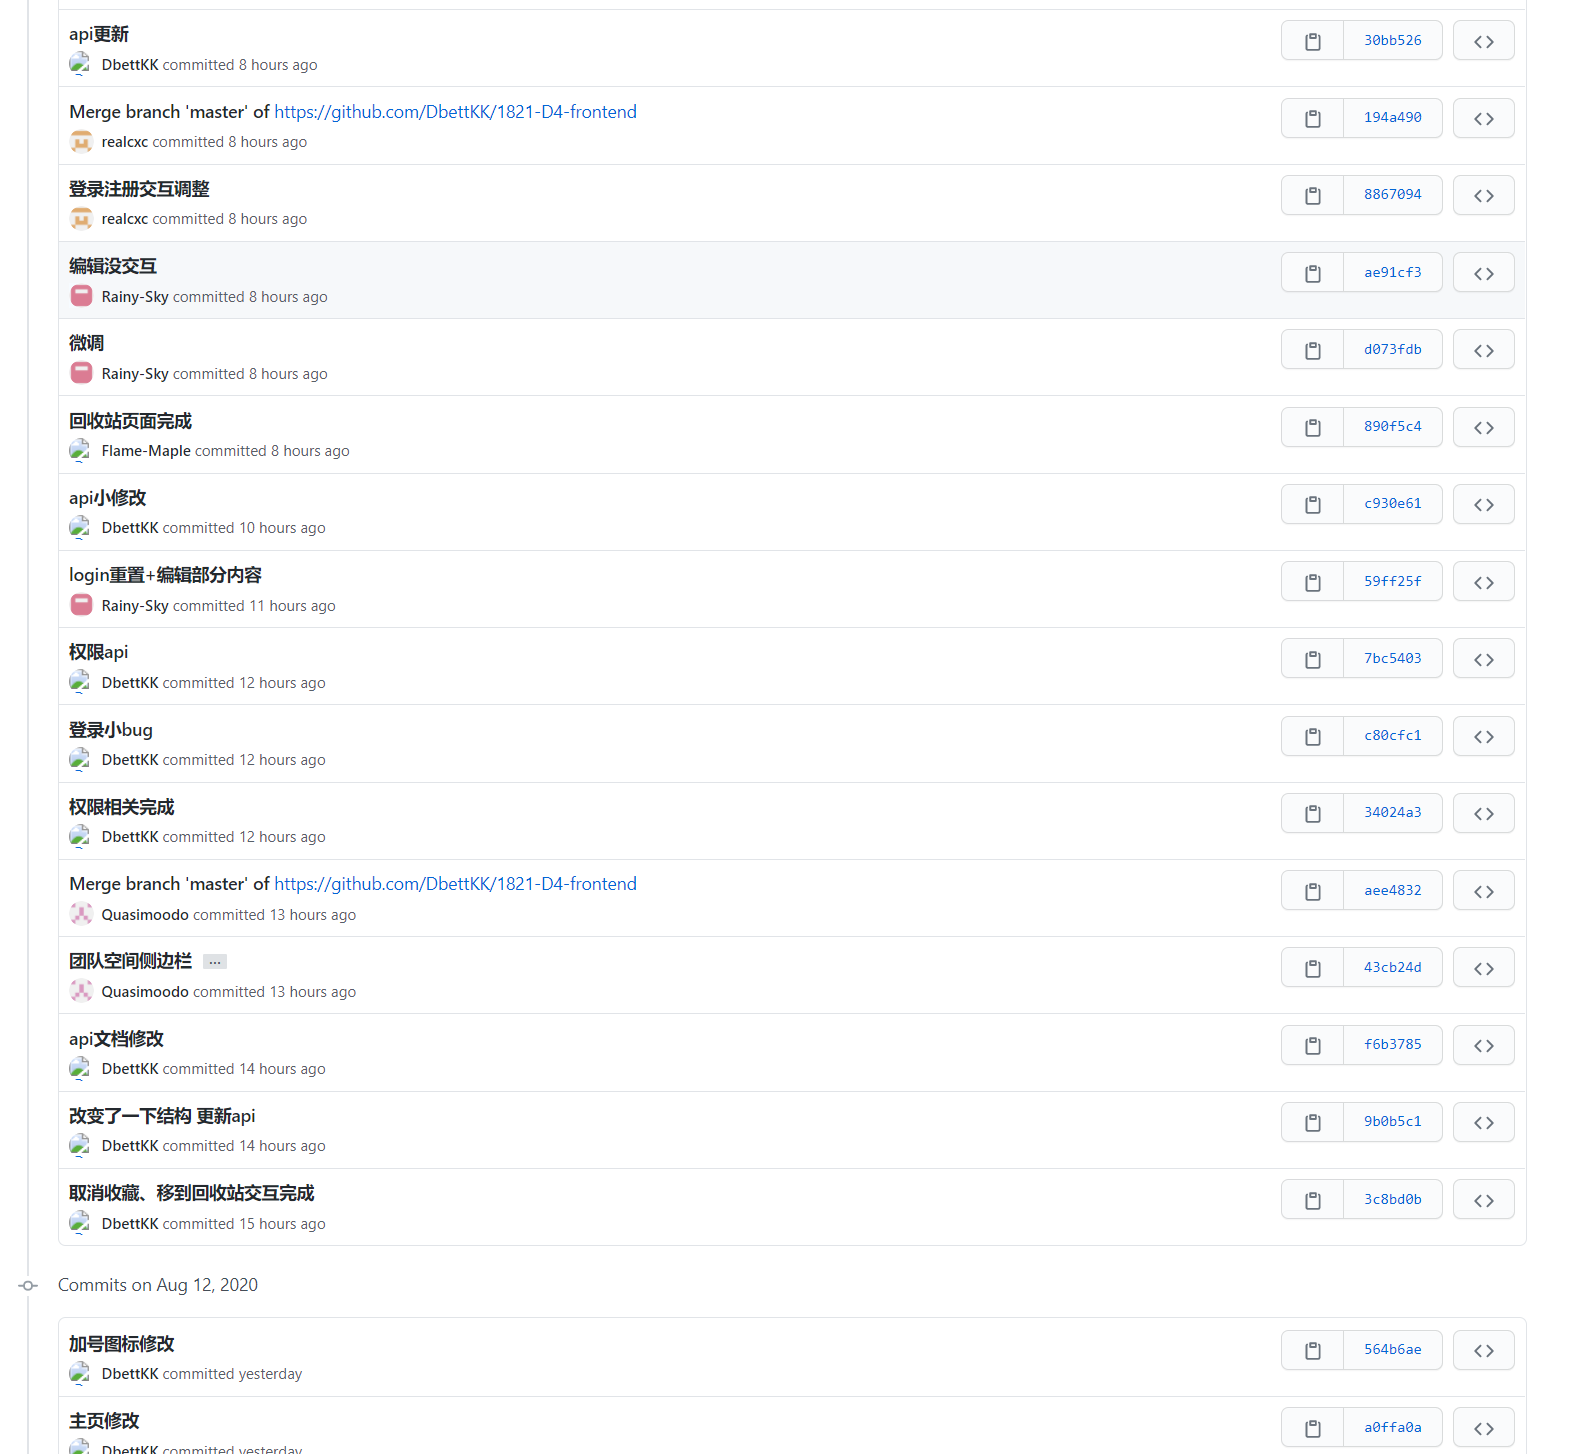 api更新
30bb526
DbettKK committed 8 hours ago
Merge branch 'master' of https://github.com/DbettKK/1821-D4-frontend
194a490
realcxc committed 8 hours ago
登录注册交互调整
8867094
realcxc committed 8 hours ago
编辑没交互
ae91cf3
Rainy-Sky committed 8 hours ago
微调
d073fdb
Rainy-Sky committed 8 hours ago
回收站页面完成
890f5c4
Flame-Maple committed 8 hours ago
api小修改
c930e61
DbettKK committed 10 hours ago
login重置+编辑部分内容
59ff25f
Rainy-Sky committed 11 hours ago
权限api
7bc5403
DbettKK committed 12 hours ago
登录小bug
c80cfc1
DbettKK committed 12 hours ago
权限相关完成
34024a3
DbettKK committed 12 hours ago
Merge branch 'master' of https://github.com/DbettKK/1821-D4-frontend
aee4832
Quasimoodo committed 13 hours ago
团队空间侧边栏 ...
43cb24d
Quasimoodo committed 13 hours ago
api文档修改
f6b3785
DbettKK committed 14 hours ago
改变了一下结构 更新api
9b0b5c1
DbettKK committed 14 hours ago
取消收藏、移到回收站交互完成
3c8bd0b
DbettKK committed 15 hours ago
Commits on Aug 12, 2020
加号图标修改
564b6ae
DbettKK committed yesterday
主页修改
a0ffa0a
DbettKK committed yesterday